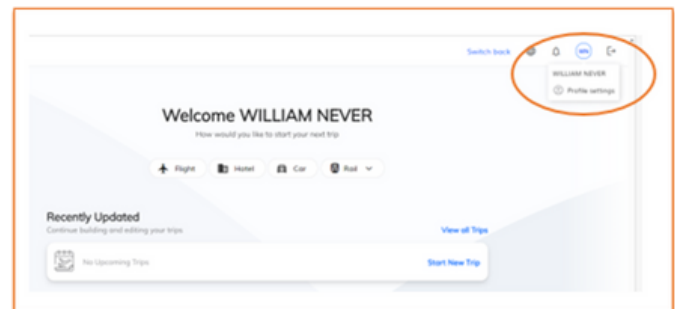 Switch back
WILLIAM NEVER
Profile settings
Welcome WILLIAM NEVER
How would you like to start your next trip
Flight Hotel Car Rail
Recently Updated
Continue building and editing your trips
View all Trips
No Upcoming Trips
Start New Trip